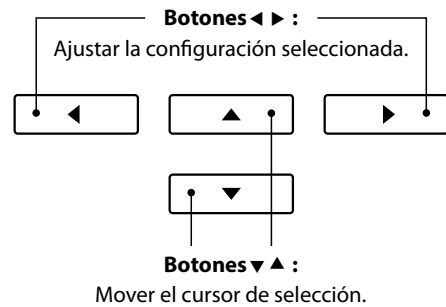 Botones ◀ ▶ :
Ajustar la configuración seleccionada.
Botones ▼ ▲ :
Mover el cursor de selección.